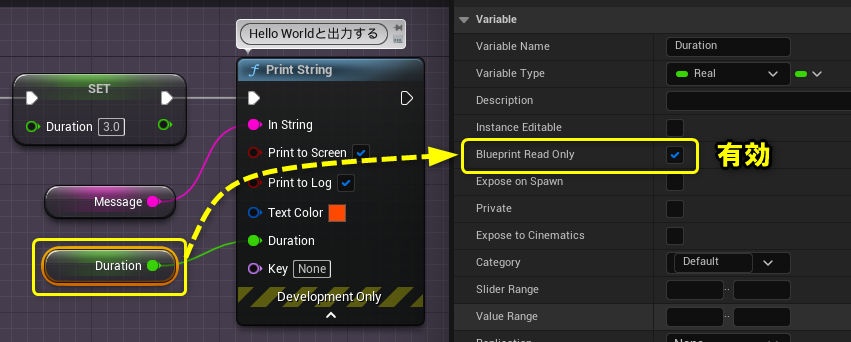 Hello Worldと出力する
SET
Duration 3.0
Print String
In String
Print to Screen
Print to Log
Text Color
Duration
Key None
Development Only
Message
Duration
Variable
Variable Name Duration
Variable Type Real
Description
Instance Editable
Blueprint Read Only
有効
Expose on Spawn
Private
Expose to Cinematics
Category Default
Slider Range ..
Value Range ..
Replication None